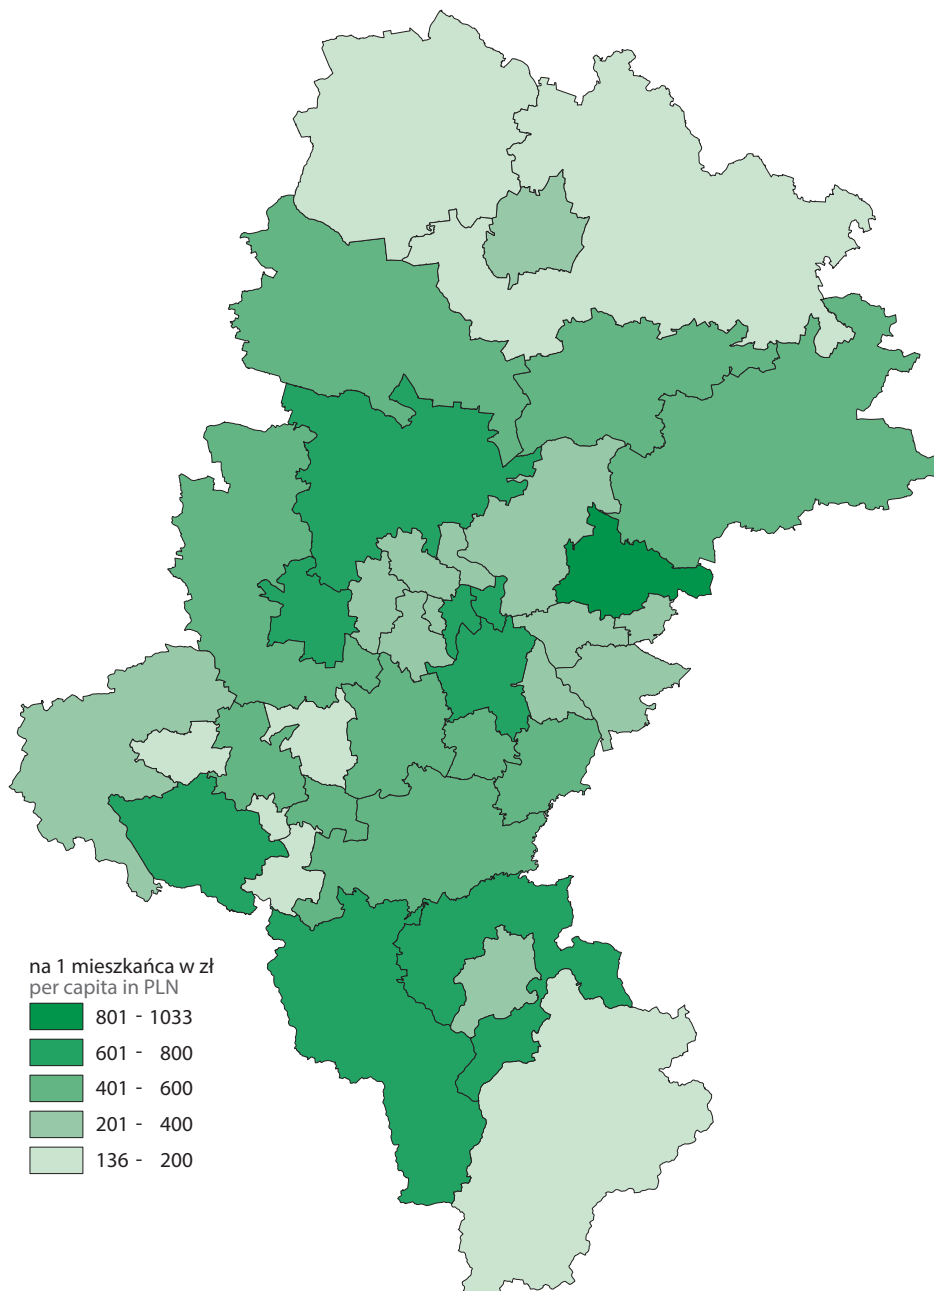 na 1 mieszkańca w zł
per capita in PLN
801 - 1033
601 - 800
401 - 600
201 - 400
136 - 200